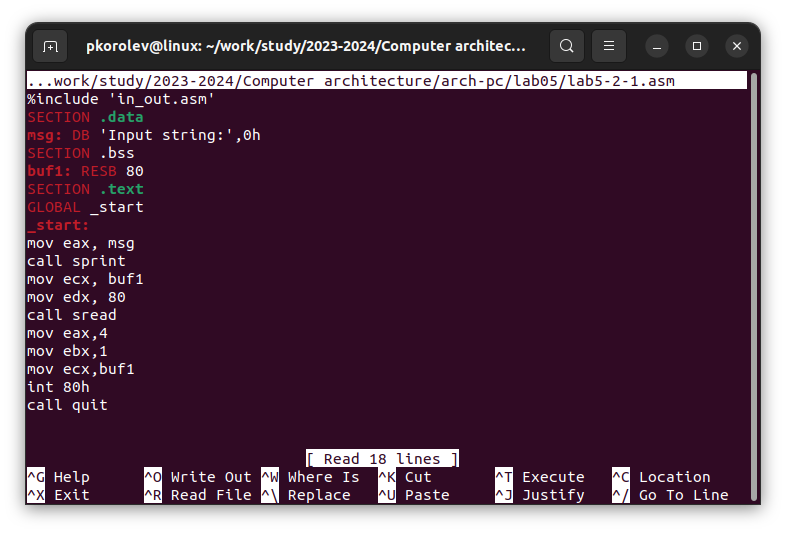 pkorolev@linux: ~/work/study/2023-2024/Computer architec...
...work/study/2023-2024/Computer architecture/arch-pc/lab05/lab5-2-1.asm
%include 'in_out.asm'
SECTION .data
msg: DB 'Input string:',0h
SECTION .bss
buf1: RESB 80
SECTION .text
GLOBAL _start
_start:
mov eax, msg
call sprint
mov ecx, buf1
mov edx, 80
call sread
mov eax,4
mov ebx,1
mov ecx,buf1
int 80h
call quit
[ Read 18 lines ]
^G Help ^O Write Out ^W Where Is ^K Cut ^T Execute ^C Location
^X Exit ^R Read File ^\ Replace ^U Paste ^J Justify ^/ Go To Line